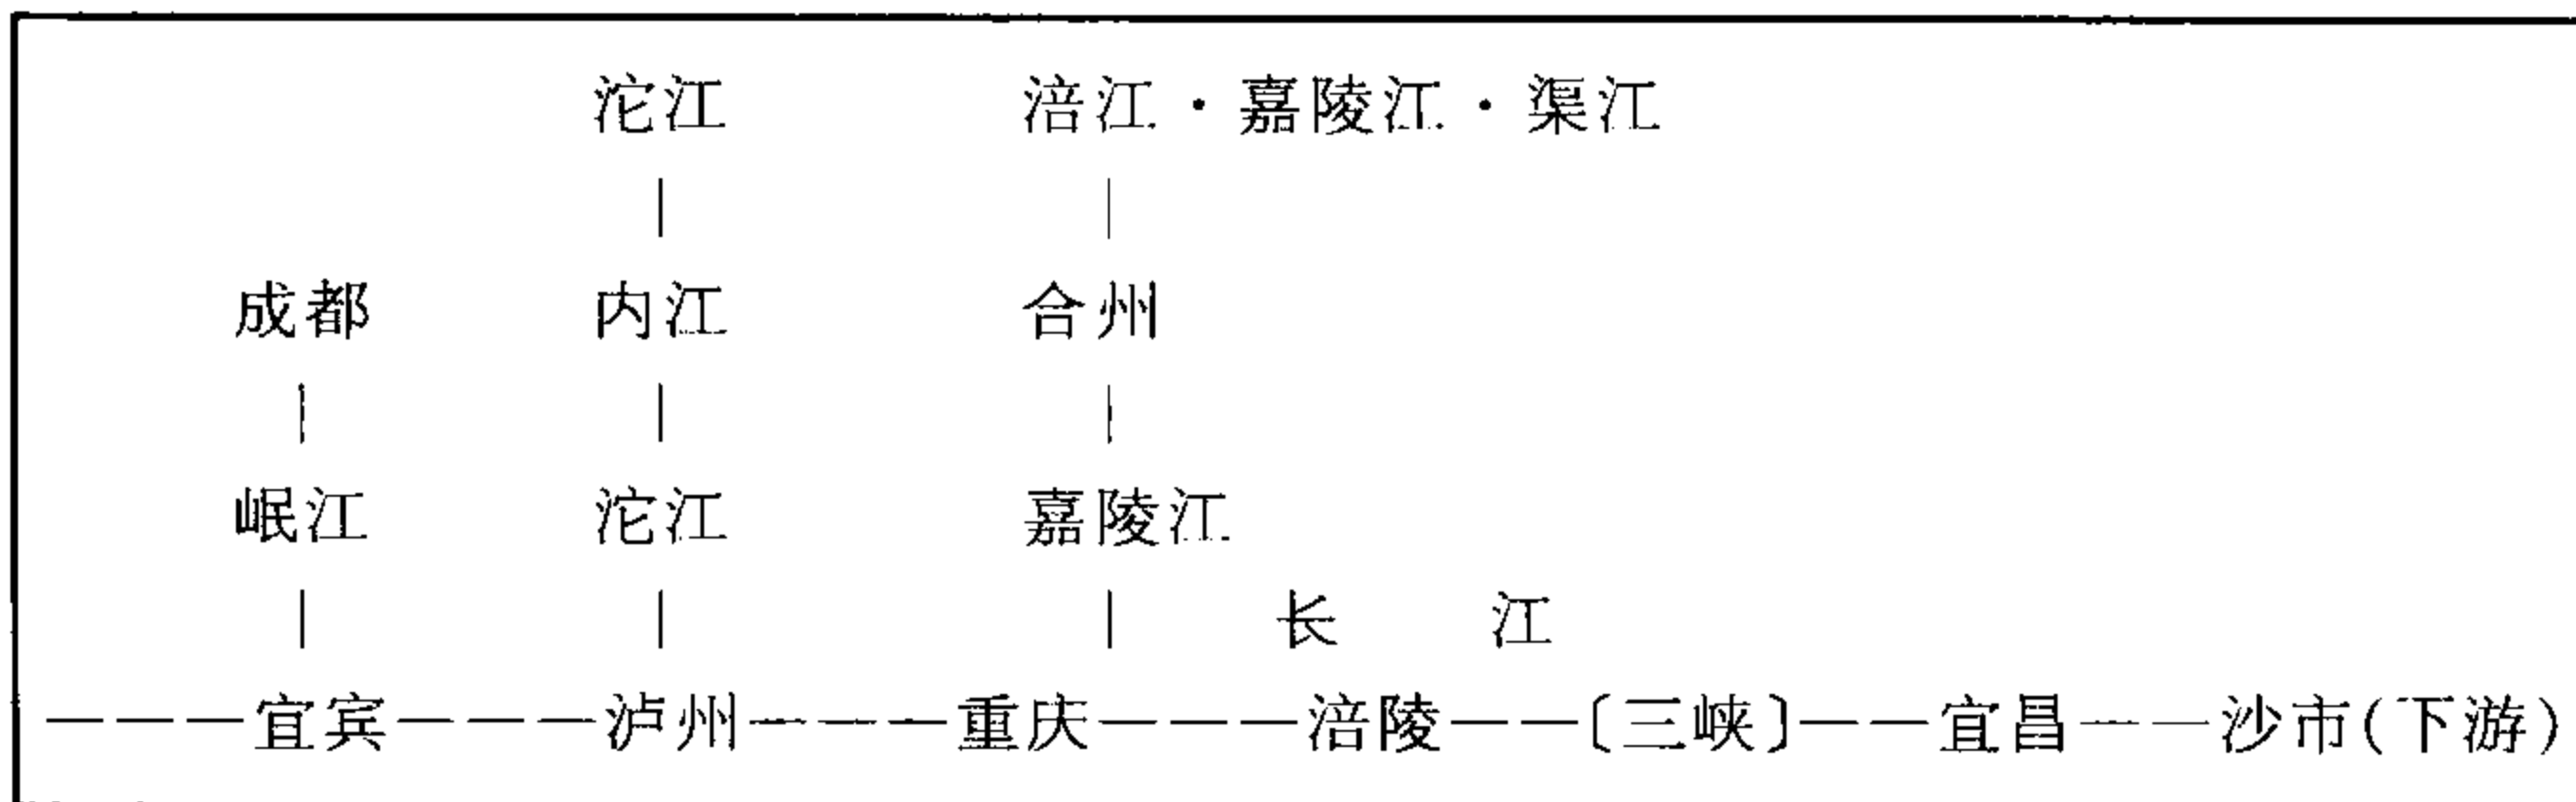 沱江 涪江·嘉陵江·渠江
成都 内江 合州
岷江 沱江 嘉陵江
长 江
———宜宾———泸州———重庆———涪陵——〔三峡〕——宜昌——沙市(下游)